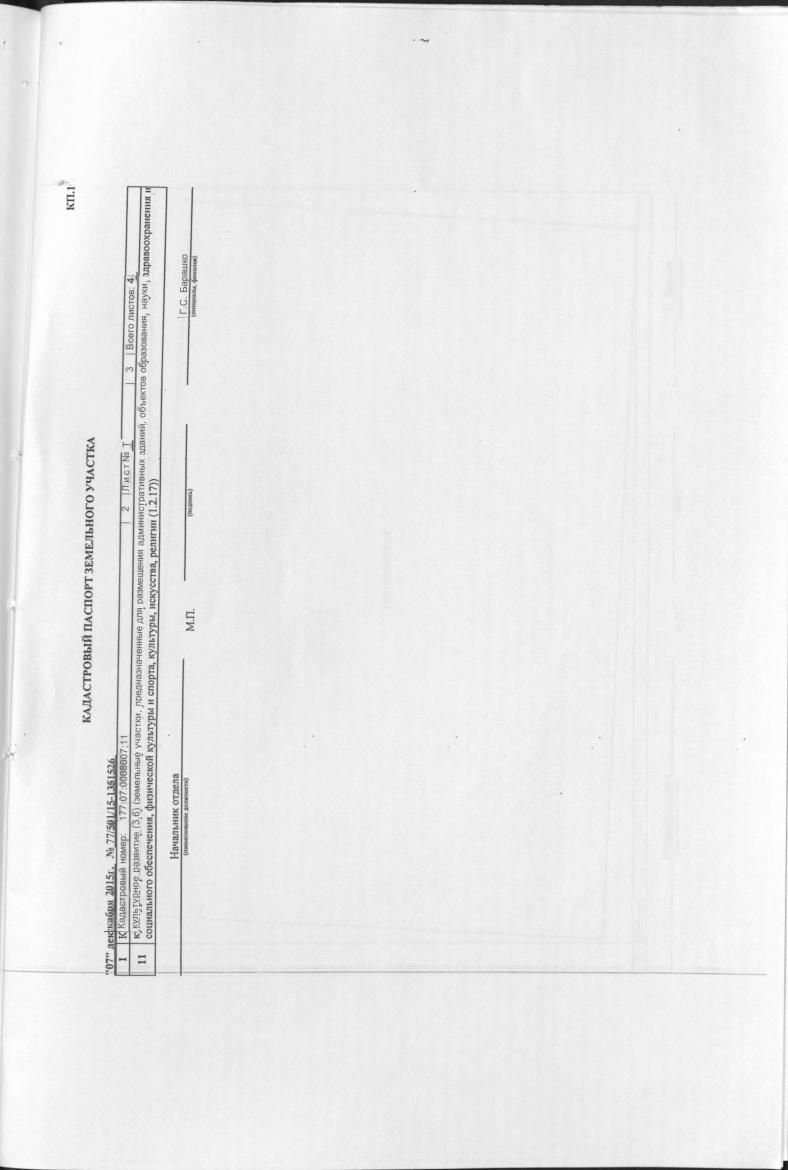 КП.1
КАДАСТРОВЫЙ ПАСПОРТ ЗЕМЕЛЬНОГО УЧАСТКА
"07" декабря 2015г. № 77/501/15-1351526
1 Кадастровый номер: 77:07:0008007:11 2 Лист № 3 Всего листов: 4
11 культурное развитие (3.6) (земельные участки, предназначенные для размещения административных зданий, объектов образования, науки, здравоохранения и
социального обеспечения, физической культуры и спорта, культуры, искусства, религии (1.2.17))
Начальник отдела М.П. Г.С. Барашко
(наименование должности) (подпись) (инициалы, фамилия)